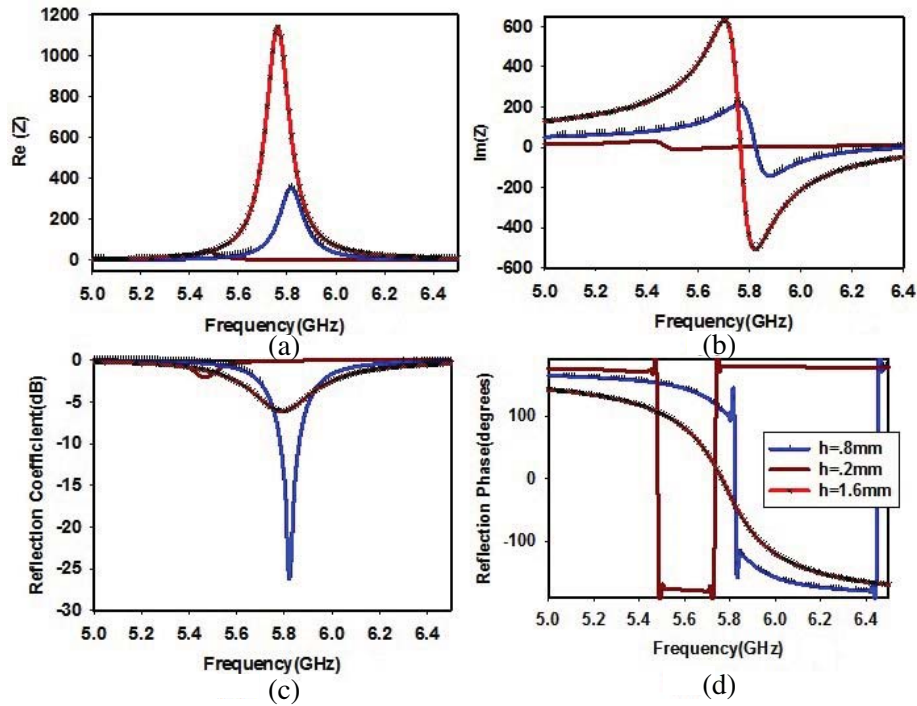 1200
1000
800
600
400
200
0
Re (Z)
5.0 5.2 5.4 5.6 5.8 6.0 6.2 6.4
Frequency(GHz)
(a)
600
400
200
0
-200
-400
-600
Im(Z)
5.0 5.2 5.4 5.6 5.8 6.0 6.2 6.4
Frequency(GHz)
(b)
0
-5
-10
-15
-20
-25
-30
Reflection Coefficient(dB)
5.0 5.2 5.4 5.6 5.8 6.0 6.2 6.4
Frequency(GHz)
(c)
100
0
-100
Reflection Phase(degrees)
h=.8mm
h=.2mm
h=1.6mm
5.0 5.2 5.4 5.6 5.8 6.0 6.2 6.4
Frequency(GHz)
(d)